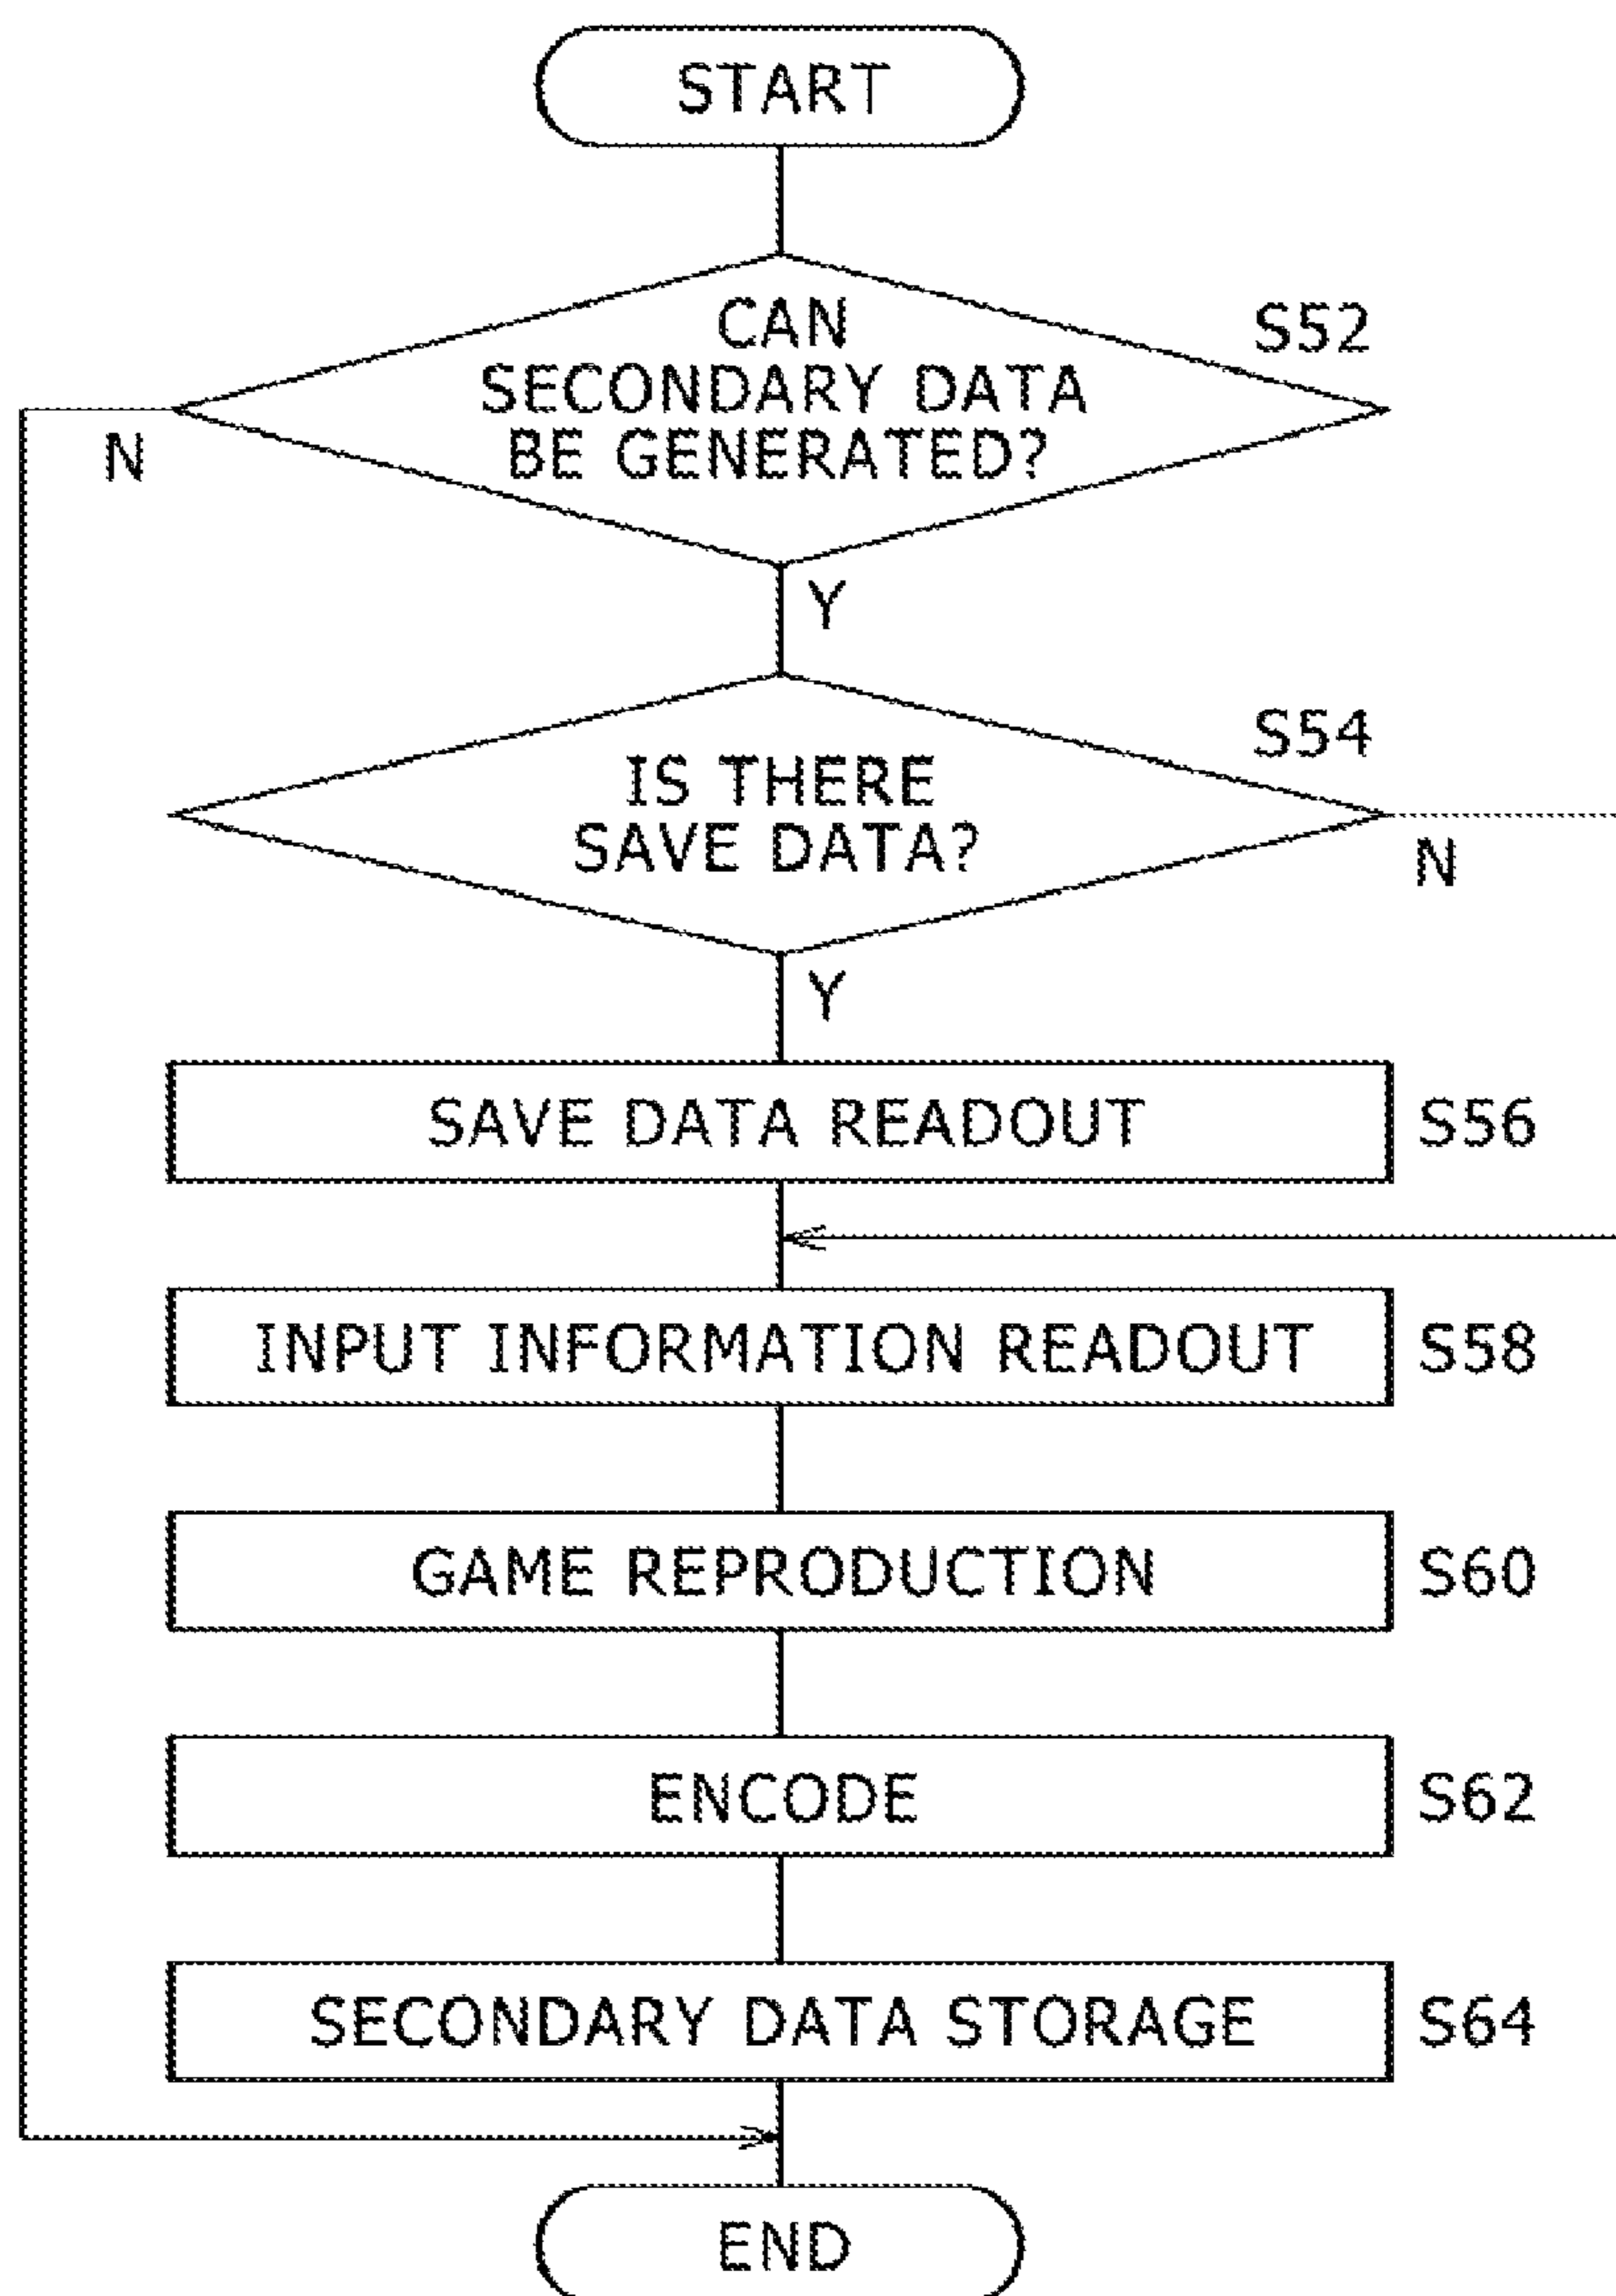 START
CAN
SECONDARY DATA
BE GENERATED?
S52
N
Y
IS THERE
SAVE DATA?
S54
N
Y
SAVE DATA READOUT
S56
INPUT INFORMATION READOUT
S58
GAME REPRODUCTION
S60
ENCODE
S62
SECONDARY DATA STORAGE
S64
END